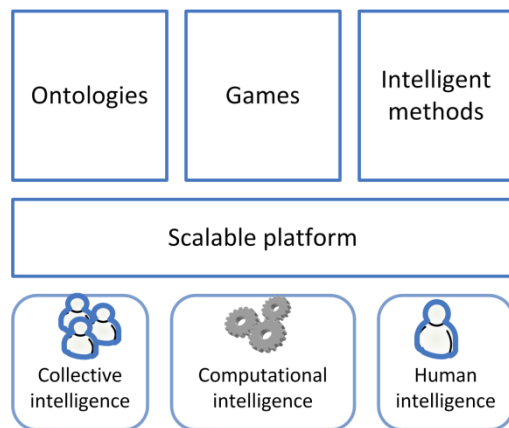 Ontologies
Games
Intelligent
methods
Scalable platform
Collective
intelligence
Computational
intelligence
Human
intelligence